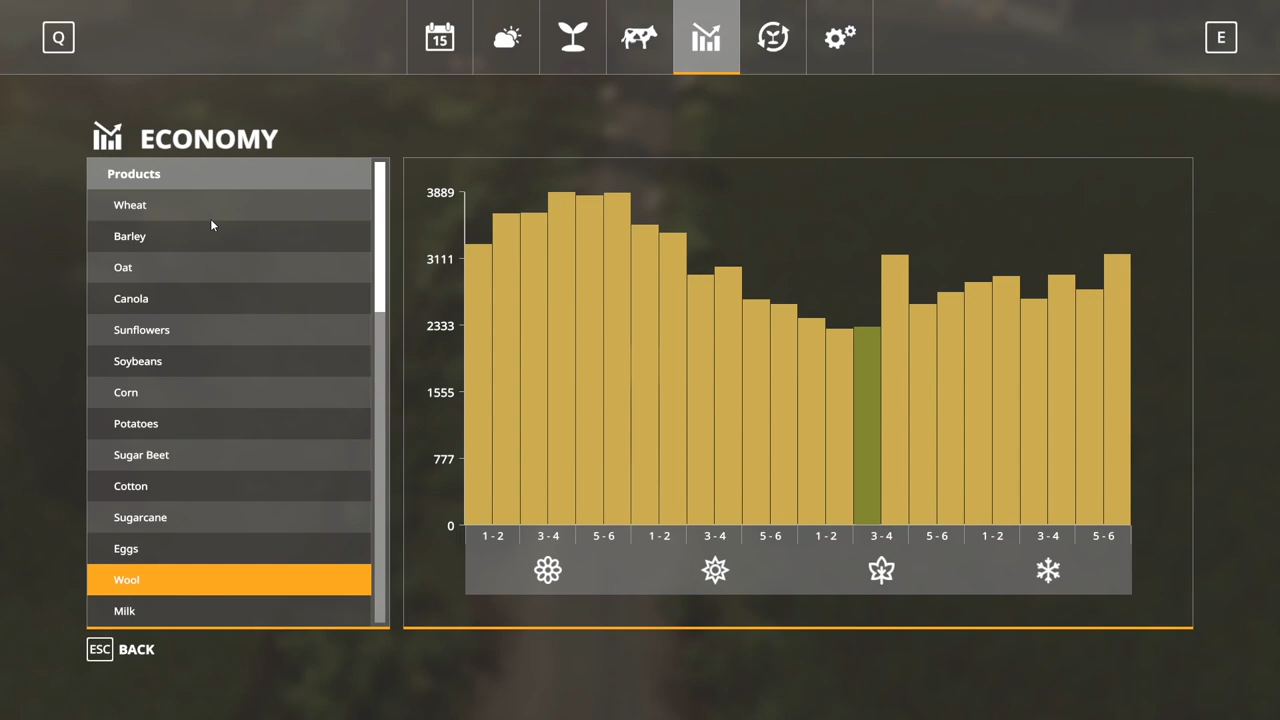 Q
15
E
ECONOMY
Products
Wheat
Barley
Oat
Canola
Sunflowers
Soybeans
Corn
Potatoes
Sugar Beet
Cotton
Sugarcane
Eggs
Wool
Milk
3889
3111
2333
1555
777
0
1 - 2 3 - 4 5 - 6 1 - 2 3 - 4 5 - 6 1 - 2 3 - 4 5 - 6 1 - 2 3 - 4 5 - 6
ESC BACK